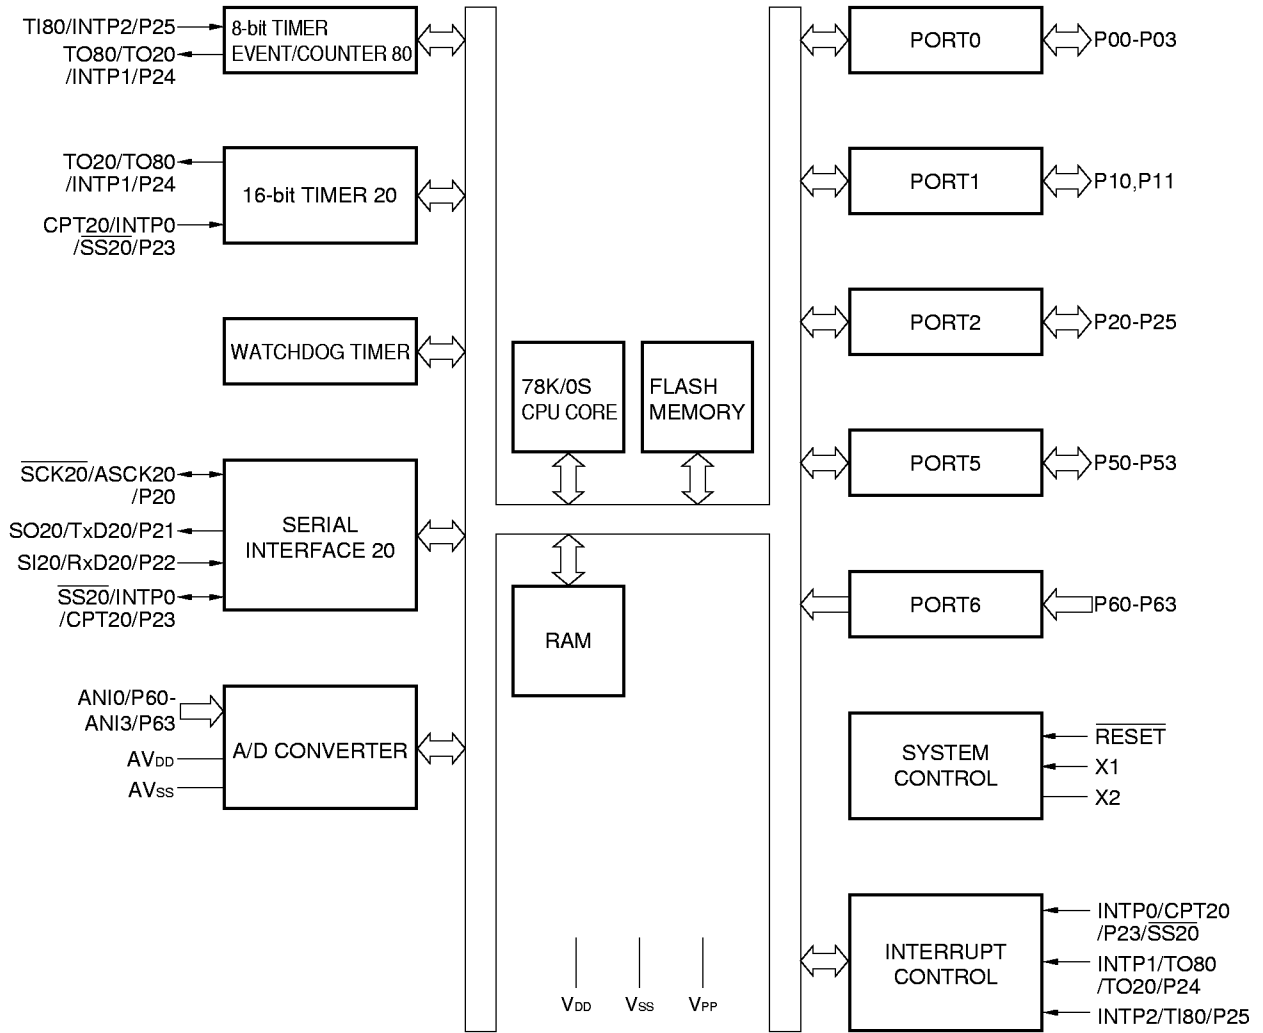 TI80/INTP2/P25
TO80/TO20
/INTP1/P24
8-bit TIMER
EVENT/COUNTER 80
TO20/TO80
/INTP1/P24
CPT20/INTP0
/SS20/P23
16-bit TIMER 20
WATCHDOG TIMER
SCK20/ASCK20
/P20
SO20/TxD20/P21
SI20/RxD20/P22
SS20/INTP0
/CPT20/P23
SERIAL
INTERFACE 20
ANI0/P60-
ANI3/P63
AVDD
AVSS
A/D CONVERTER
78K/0S
CPU CORE
FLASH
MEMORY
RAM
VDD
VSS
VPP
PORT0
P00-P03
PORT1
P10,P11
PORT2
P20-P25
PORT5
P50-P53
PORT6
P60-P63
SYSTEM
CONTROL
RESET
X1
X2
INTERRUPT
CONTROL
INTP0/CPT20
/P23/SS20
INTP1/TO80
/TO20/P24
INTP2/TI80/P25